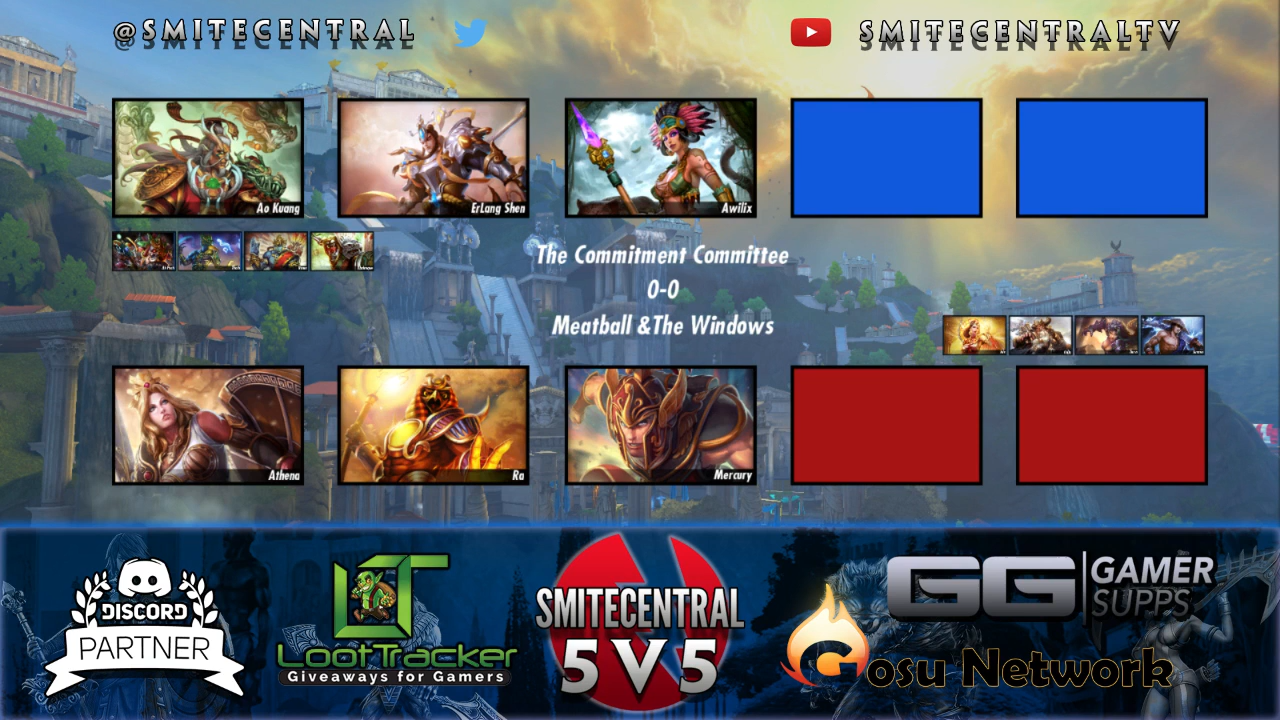 @SMITECENTRAL
SMITECENTRALTV
Ao Kuang
ErLang Shen
Awilix
The Commitment Committee
0-0
Meatball &The Windows
Athena
Ra
Mercury
DISCORD
PARTNER
LT
LootTracker
Giveaways for Gamers
SMITECENTRAL
5V5
GG GAMER
SUPPS
Gosu Network